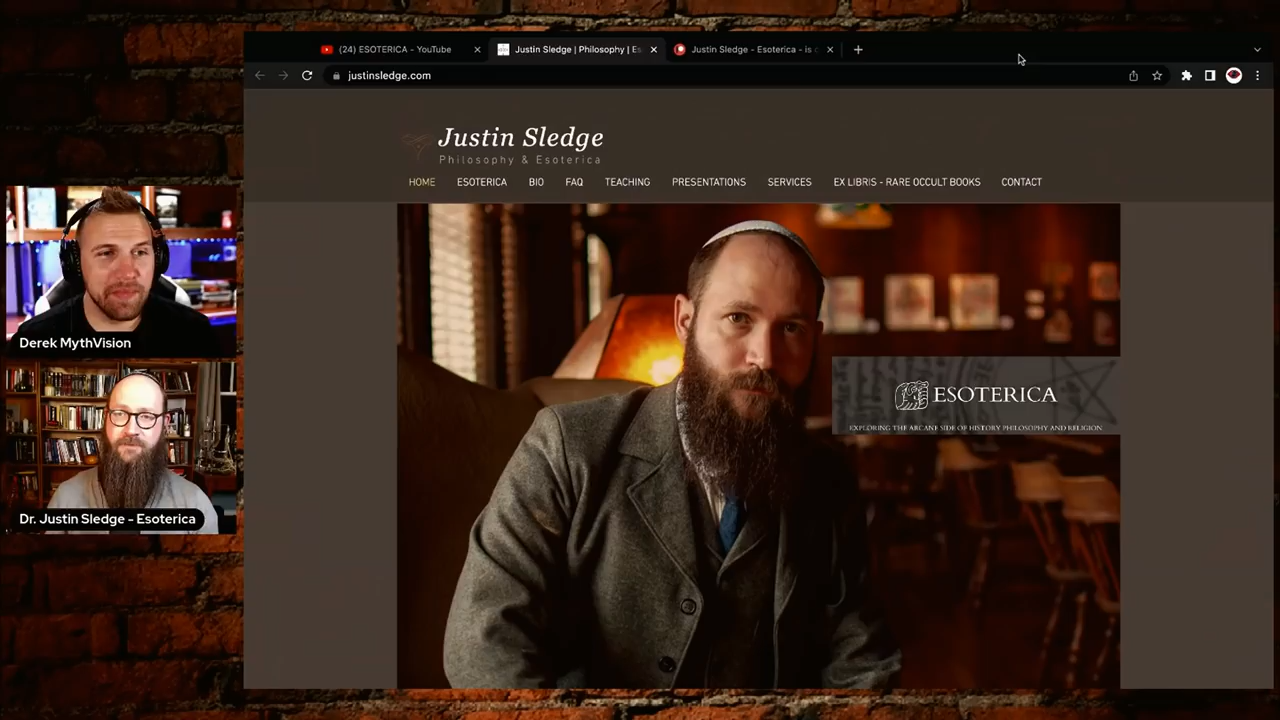 (24) ESOTERICA - YouTube
Justin Sledge | Philosophy | Es
Justin Sledge - Esoterica - is
justinsledge.com
Justin Sledge
Philosophy & Esoterica
HOME ESOTERICA BIO FAQ TEACHING PRESENTATIONS SERVICES EX LIBRIS - RARE OCCULT BOOKS CONTACT
ESOTERICA
EXPLORING THE ARCANE SIDE OF HISTORY PHILOSOPHY AND RELIGION
Derek MythVision
Dr. Justin Sledge - Esoterica